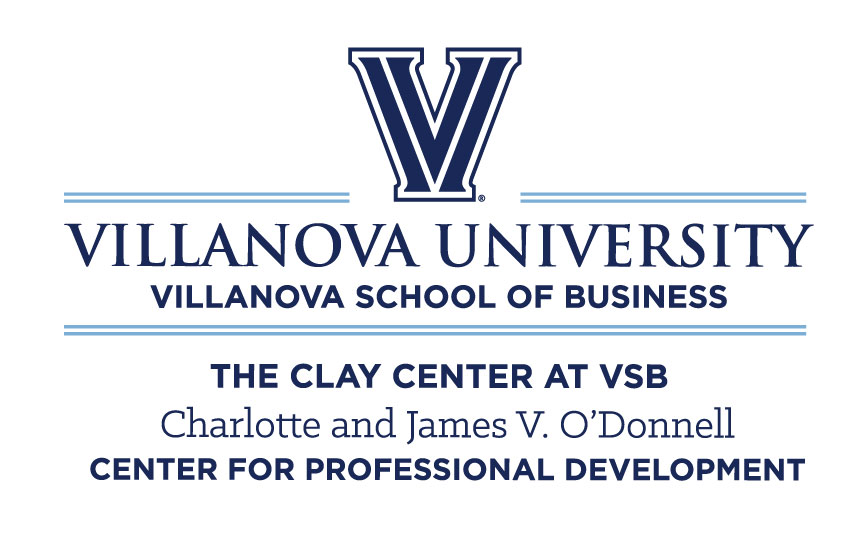 V®
VILLANOVA UNIVERSITY
VILLANOVA SCHOOL OF BUSINESS
THE CLAY CENTER AT VSB
Charlotte and James V. O’Donnell
CENTER FOR PROFESSIONAL DEVELOPMENT